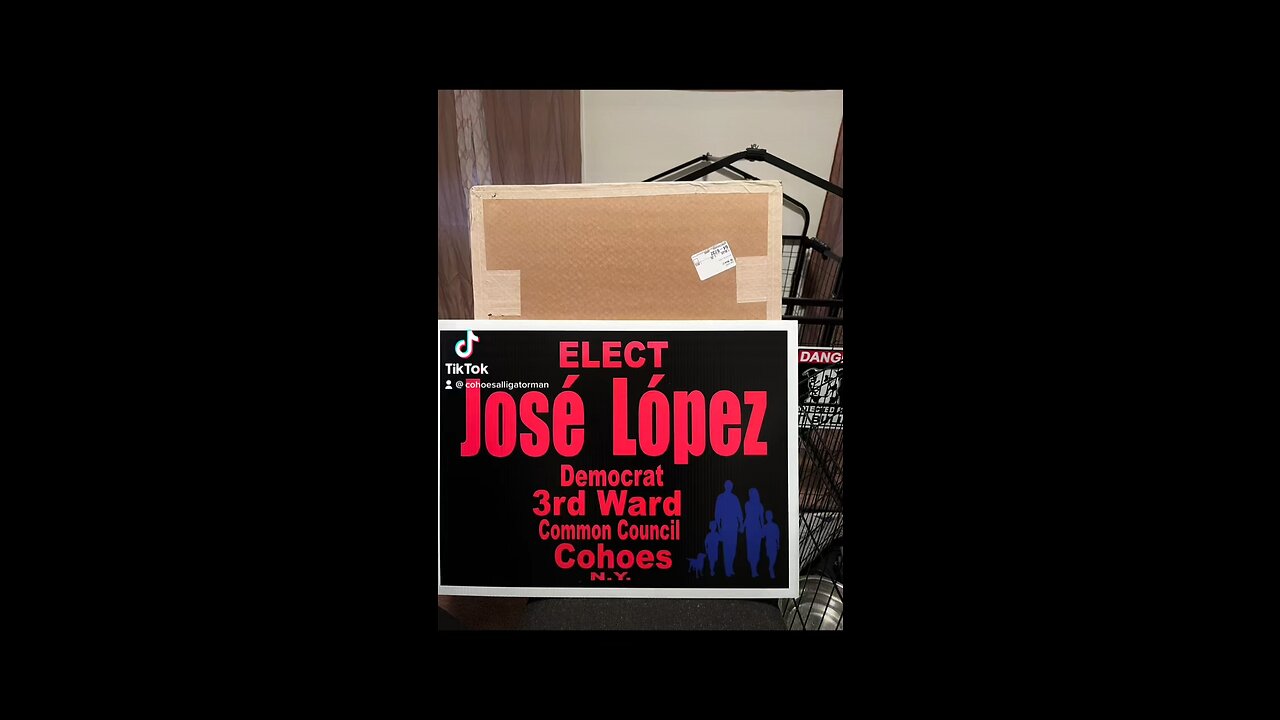 TikTok
@cohoesalligatorman
ELECT
José López
Democrat
3rd Ward
Common Council
Cohoes
N.Y.
DANG